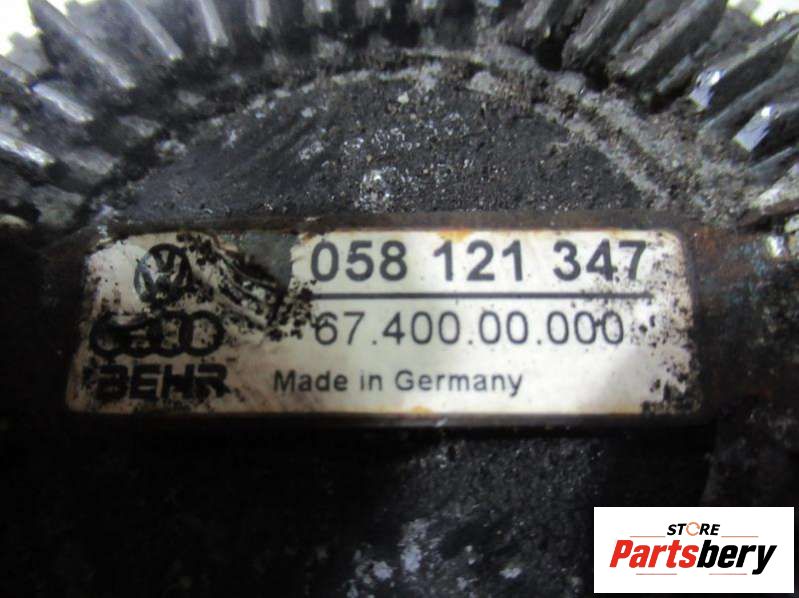 058 121 347
67.400.00.000
BEHR Made in Germany
STORE
Partsbery